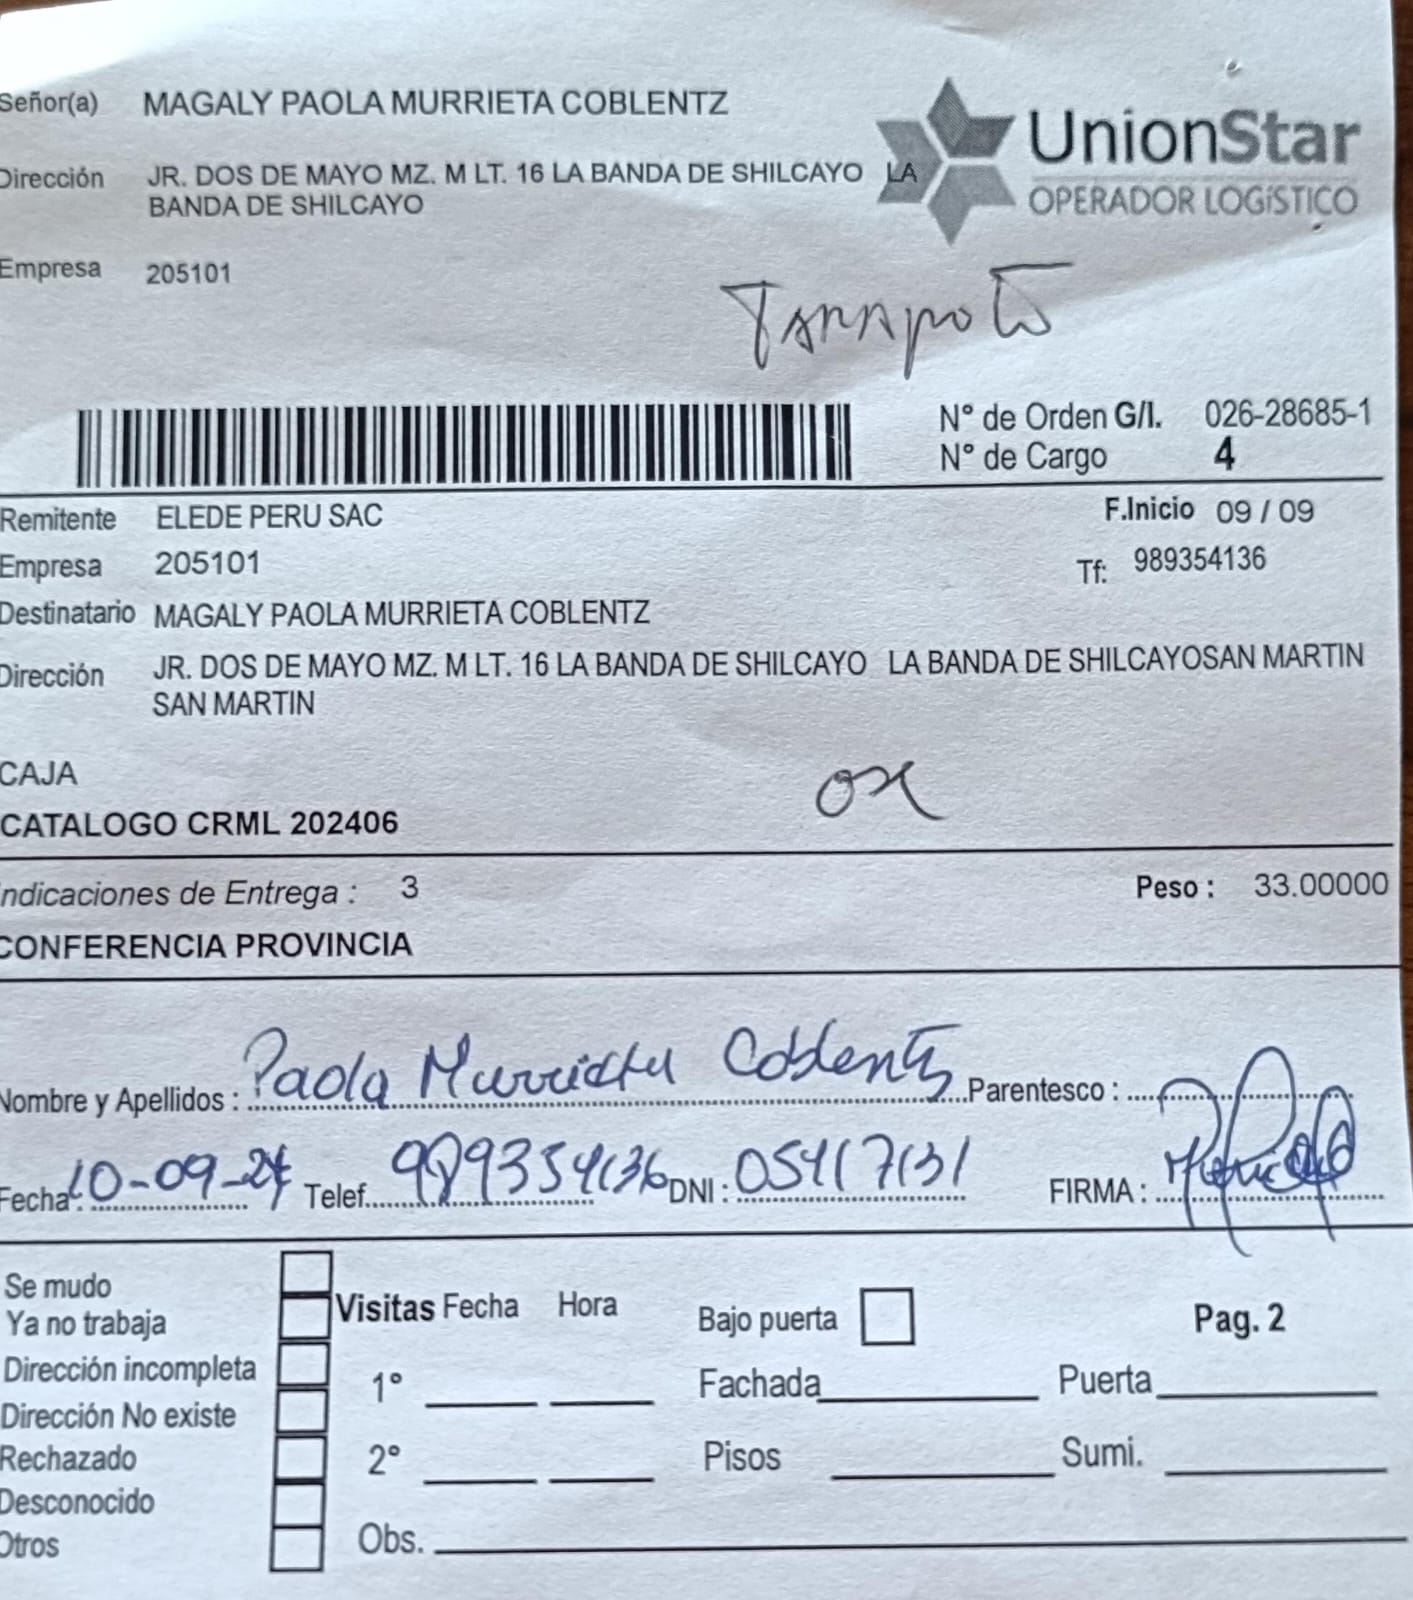 Señor(a) MAGALY PAOLA MURRIETA COBLENTZ
UnionStar
OPERADOR LOGíSTICO
Dirección JR. DOS DE MAYO MZ. M LT. 16 LA BANDA DE SHILCAYO LA
BANDA DE SHILCAYO
Empresa 205101
Tarapoto
N° de Orden G/I. 026-28685-1
N° de Cargo 4
Remitente ELEDE PERU SAC
F.Inicio 09 / 09
Empresa 205101
Tf: 989354136
Destinatario MAGALY PAOLA MURRIETA COBLENTZ
Dirección JR. DOS DE MAYO MZ. M LT. 16 LA BANDA DE SHILCAYO LA BANDA DE SHILCAYOSAN MARTIN
SAN MARTIN
CAJA
CATALOGO CRML 202406
Indicaciones de Entrega : 3 Peso : 33.00000
CONFERENCIA PROVINCIA
Nombre y Apellidos : Paola Murrieta Coblentz Parentesco :
Fecha: 10-09-24 Telef. 989354136 DNI : 05417131 FIRMA :
Se mudo
Ya no trabaja
Dirección incompleta
Dirección No existe
Rechazado
Desconocido
Otros
Visitas Fecha Hora
1°
2°
Obs.
Bajo puerta Pag. 2
Fachada Puerta
Pisos Sumi.